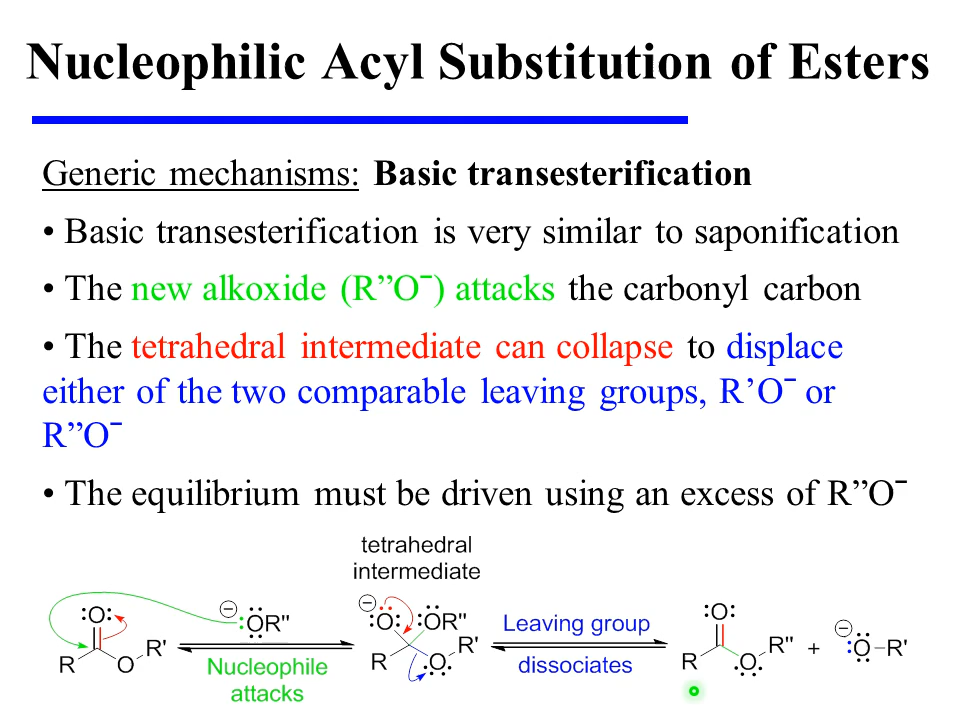 Nucleophilic Acyl Substitution of Esters
Generic mechanisms: Basic transesterification
• Basic transesterification is very similar to saponification
• The new alkoxide (R”O¯) attacks the carbonyl carbon
• The tetrahedral intermediate can collapse to displace
either of the two comparable leaving groups, R’O¯ or
R”O¯
• The equilibrium must be driven using an excess of R”O¯
tetrahedral
intermediate
O R O R' ⊖ OR" ⊖ O OR" R O R' Leaving group O R O R" + ⊖ O–R'
Nucleophile dissociates
attacks